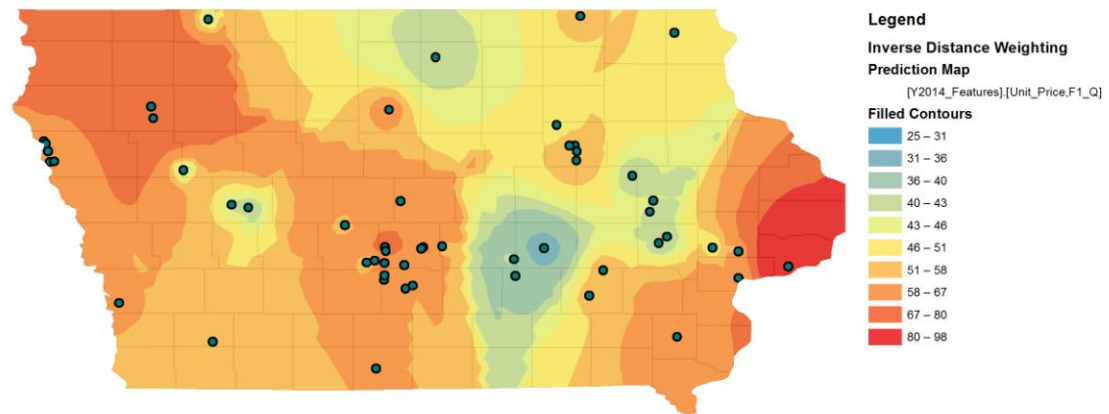 Legend
Inverse Distance Weighting
Prediction Map
[Y2014_Features].[Unit_Price,F1_Q]
Filled Contours
25 – 31
31 – 36
36 – 40
40 – 43
43 – 46
46 – 51
51 – 58
58 – 67
67 – 80
80 – 98